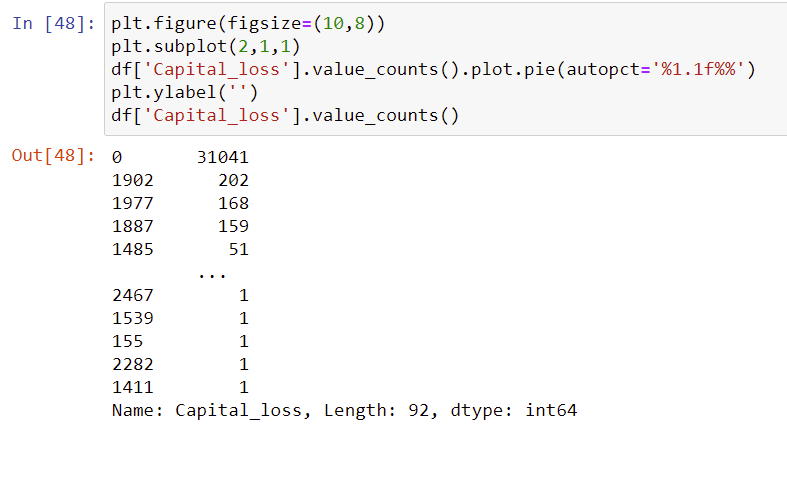 In [48]: plt.figure(figsize=(10,8))
plt.subplot(2,1,1)
df['Capital_loss'].value_counts().plot.pie(autopct='%1.1f%%')
plt.ylabel('')
df['Capital_loss'].value_counts()
Out[48]: 0 31041
1902 202
1977 168
1887 159
1485 51
...
2467 1
1539 1
155 1
2282 1
1411 1
Name: Capital_loss, Length: 92, dtype: int64